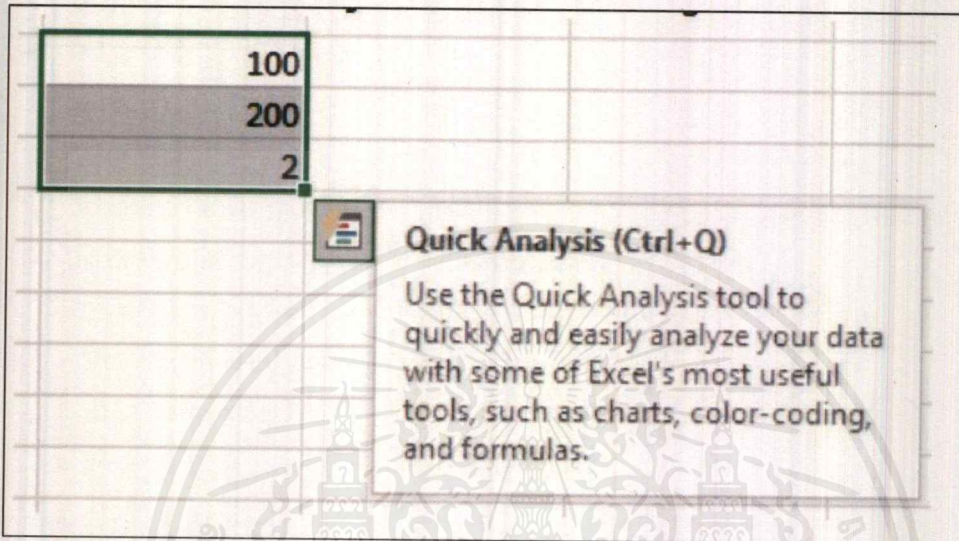 100
200
2
Quick Analysis (Ctrl+Q)
Use the Quick Analysis tool to
quickly and easily analyze your data
with some of Excel's most useful
tools, such as charts, color-coding,
and formulas.